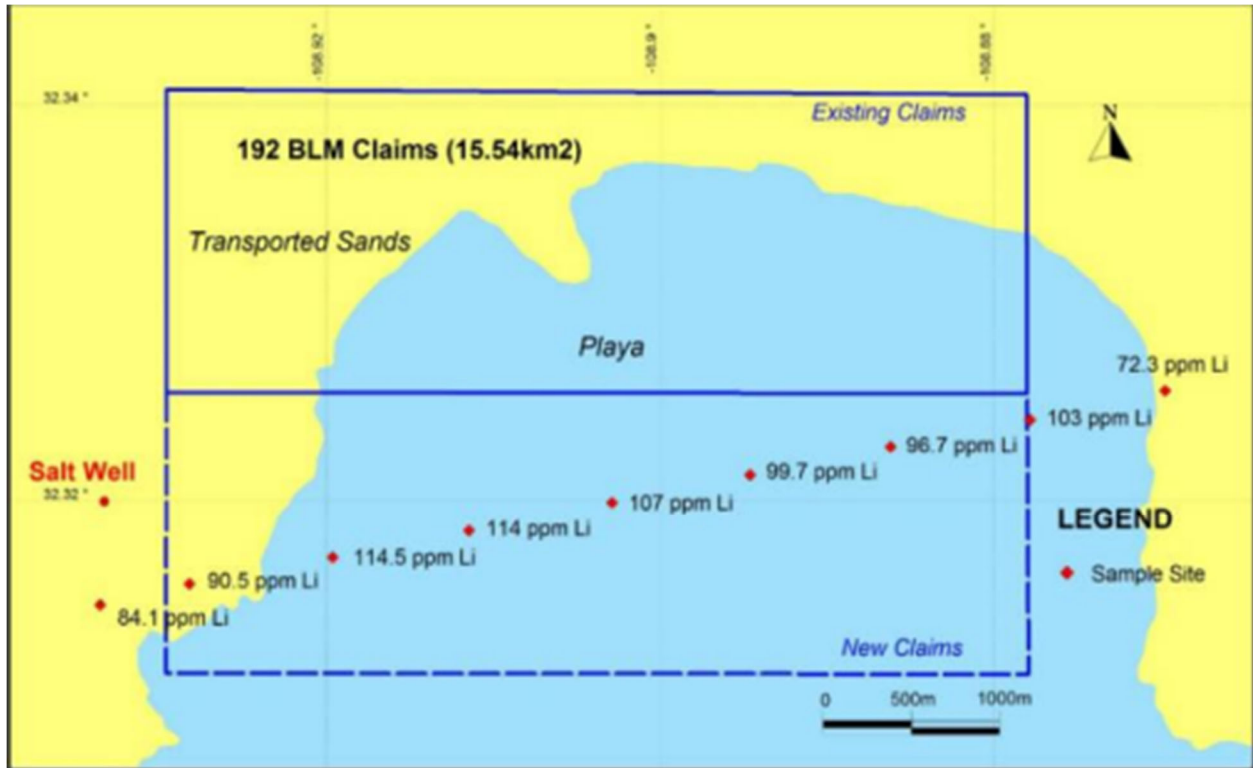 -108.92 °
-108.9 °
-108.88 °
32.34 °
Existing Claims
N
192 BLM Claims (15.54km2)
Transported Sands
Playa
72.3 ppm Li
103 ppm Li
96.7 ppm Li
Salt Well
99.7 ppm Li
32.32 °
107 ppm Li
LEGEND
114 ppm Li
114.5 ppm Li
Sample Site
90.5 ppm Li
84.1 ppm Li
New Claims
0 500m 1000m